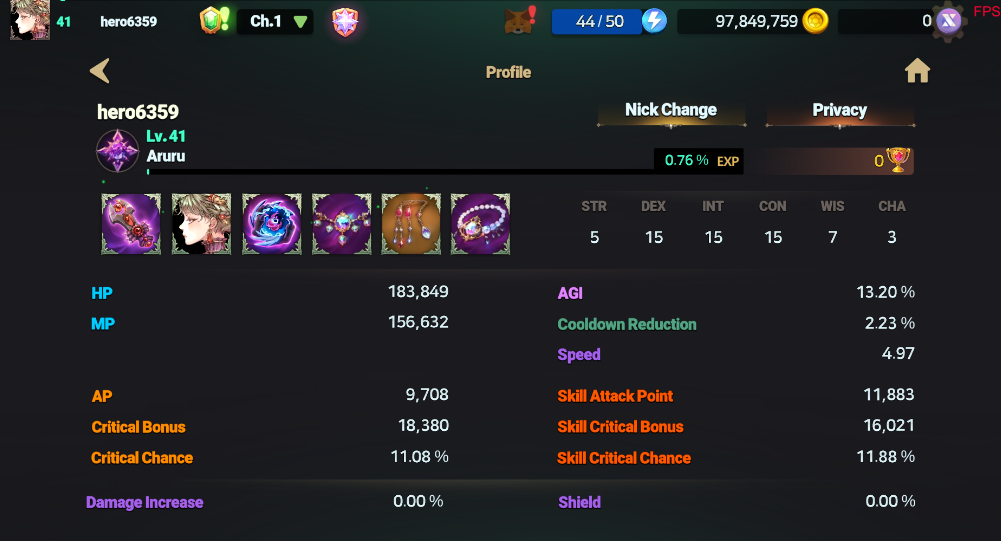 41 hero6359 Ch.1 44/50 97,849,759 0 FPS
Profile
hero6359 Nick Change Privacy
Lv.41
Aruru
0.76 % EXP 0
STR DEX INT CON WIS CHA
5 15 15 15 7 3
HP 183,849 AGI 13.20 %
MP 156,632 Cooldown Reduction 2.23 %
Speed 4.97
AP 9,708 Skill Attack Point 11,883
Critical Bonus 18,380 Skill Critical Bonus 16,021
Critical Chance 11.08 % Skill Critical Chance 11.88 %
Damage Increase 0.00 % Shield 0.00 %